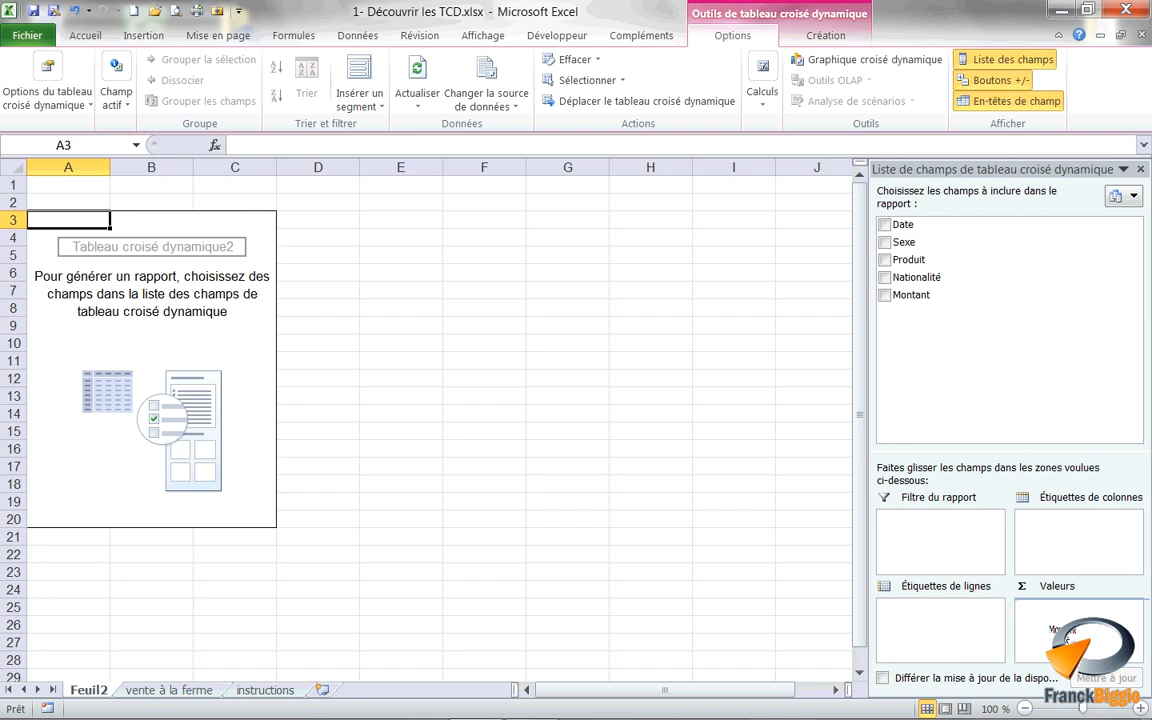 1- Découvrir les TCD.xlsx - Microsoft Excel
Outils de tableau croisé dynamique
Fichier Accueil Insertion Mise en page Formules Données Révision Affichage Développeur Compléments Options Création
Options du tableau croisé dynamique
Champ actif
Grouper la sélection
Dissocier
Grouper les champs
Groupe
Trier
Insérer un segment
Trier et filtrer
Actualiser
Changer la source de données
Données
Effacer
Sélectionner
Déplacer le tableau croisé dynamique
Actions
Calculs
Graphique croisé dynamique
Outils OLAP
Analyse de scénarios
Outils
Liste des champs
Boutons +/-
En-têtes de champ
Afficher
A3
fx
A B C D E F G H I J
1
2
3
4
5
6
7
8
9
10
11
12
13
14
15
16
17
18
19
20
21
22
23
24
25
26
27
28
29
Tableau croisé dynamique2
Pour générer un rapport, choisissez des
champs dans la liste des champs de
tableau croisé dynamique
Liste de champs de tableau croisé dynamique
Choisissez les champs à inclure dans le
rapport :
Date
Sexe
Produit
Nationalité
Montant
Faites glisser les champs dans les zones voulues
ci-dessous:
Filtre du rapport
Étiquettes de colonnes
Étiquettes de lignes
Σ Valeurs
Différer la mise à jour de la dispo...
Mettre à jour
FranckBiggio
Feuil2 vente à la ferme instructions
Prêt
100 %